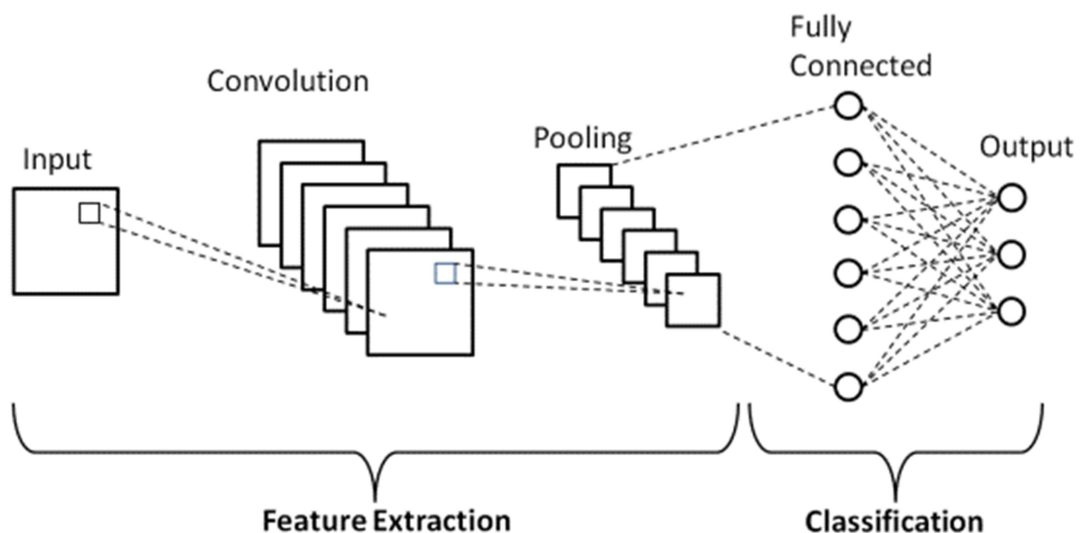 Input
Convolution
Pooling
Fully
Connected
Output
Feature Extraction
Classification